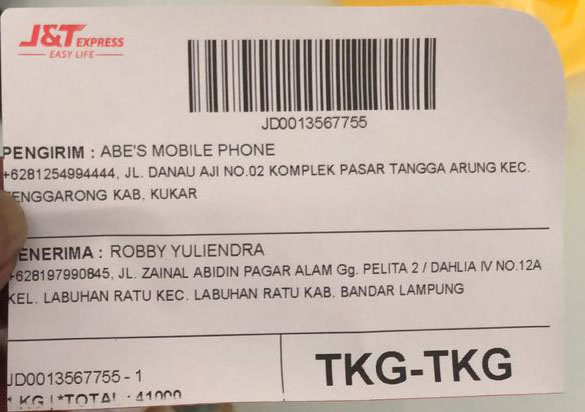 J&T EXPRESS
EASY LIFE
JD0013567755
PENGIRIM : ABE'S MOBILE PHONE
+6281254994444, JL. DANAU AJI NO.02 KOMPLEK PASAR TANGGA ARUNG KEC.
TENGGARONG KAB, KUKAR
PENERIMA : ROBBY YULIENDRA
+628197990845, JL. ZAINAL ABIDIN PAGAR ALAM Gg. PELITA 2 / DAHLIA IV NO.12A
KEL. LABUHAN RATU KEC. LABUHAN RATU KAB. BANDAR LAMPUNG
JD0013567755 - 1
TKG-TKG
* KG | *TOTAL : 41000